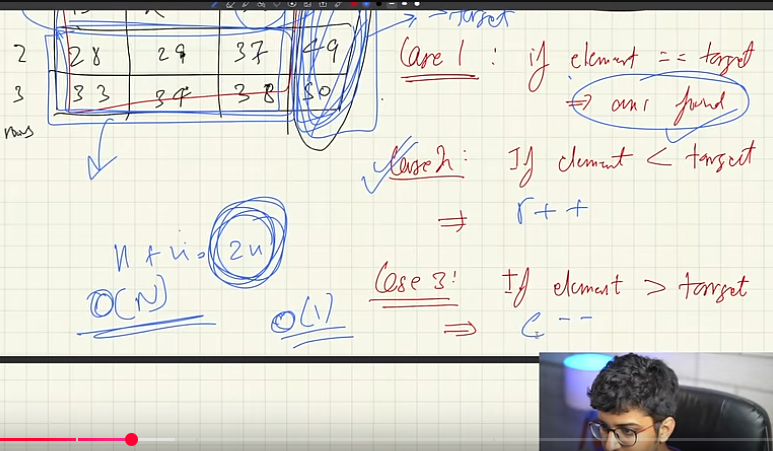 target
2 28 29 37 49
3 33 34 38 50
rows
Case 1 : if element == target
⇒ ans found
Case 2 : If element < target
⇒ r++
n + n = 2n
O(N)
O(1)
Case 3 : If element > target
⇒ c--